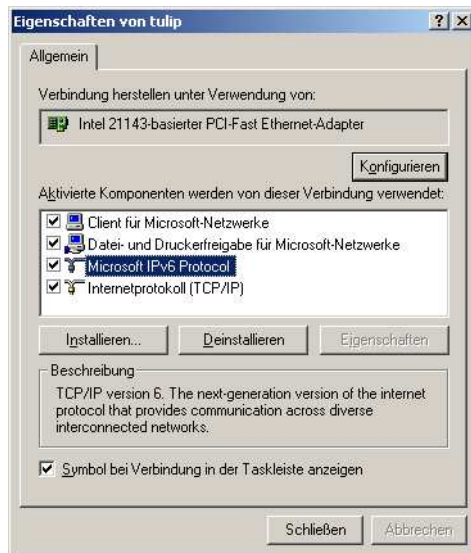 Eigenschaften von tulip
Allgemein
Verbindung herstellen unter Verwendung von:
Intel 21143-basierter PCI-Fast Ethernet-Adapter
Konfigurieren
Aktivierte Komponenten werden von dieser Verbindung verwendet:
Client für Microsoft-Netzwerke
Datei- und Druckerfreigabe für Microsoft-Netzwerke
Microsoft IPv6 Protocol
Internetprotokoll (TCP/IP)
Installieren... Deinstallieren Eigenschaften
Beschreibung
TCP/IP version 6. The next-generation version of the internet
protocol that provides communication across diverse
interconnected networks.
Symbol bei Verbindung in der Taskleiste anzeigen
Schließen Abbrechen